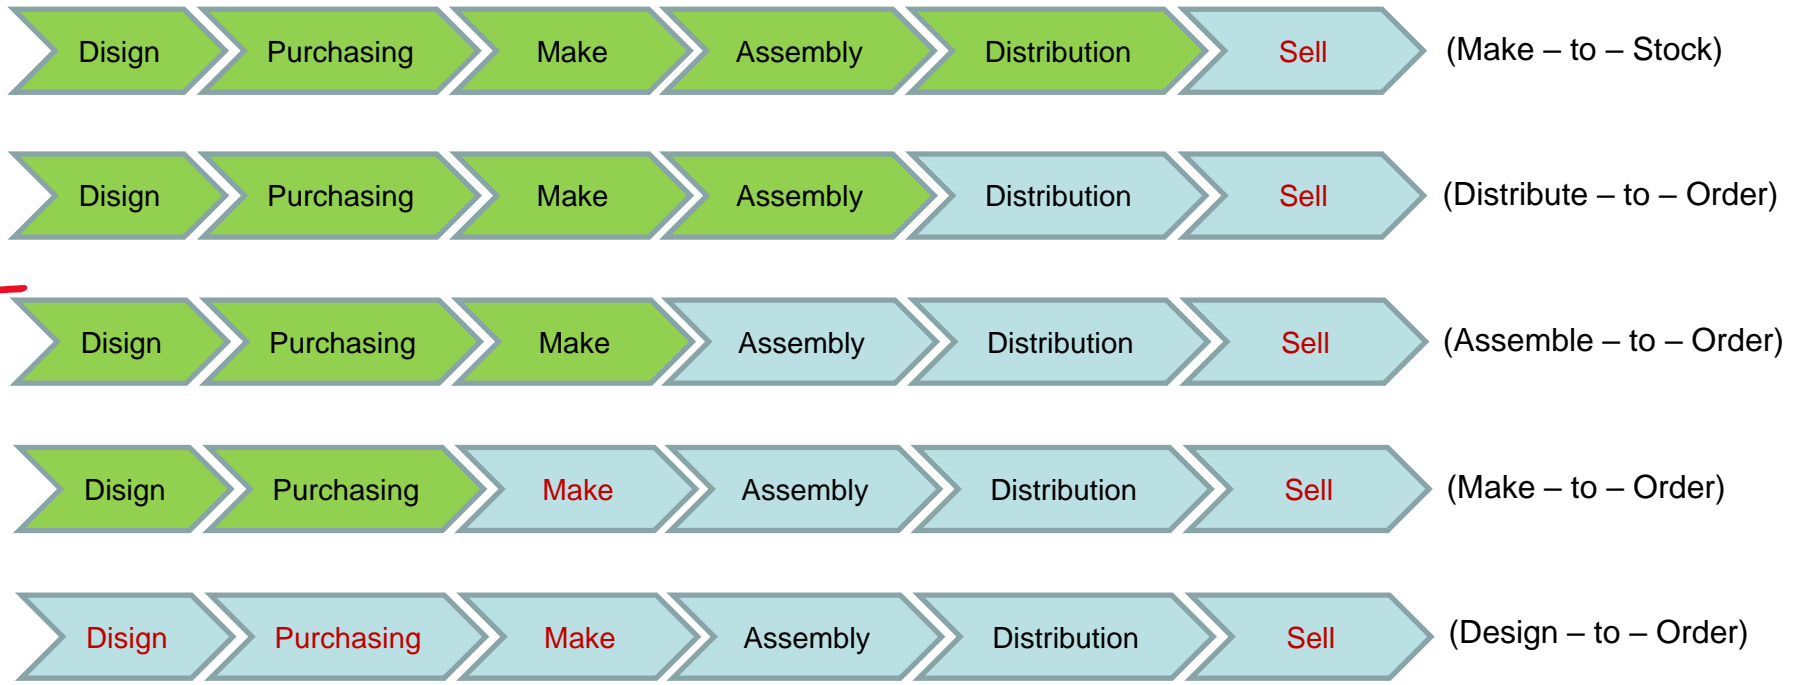 Disign Purchasing Make Assembly Distribution Sell (Make – to – Stock)
Disign Purchasing Make Assembly Distribution Sell (Distribute – to – Order)
Disign Purchasing Make Assembly Distribution Sell (Assemble – to – Order)
Disign Purchasing Make Assembly Distribution Sell (Make – to – Order)
Disign Purchasing Make Assembly Distribution Sell (Design – to – Order)